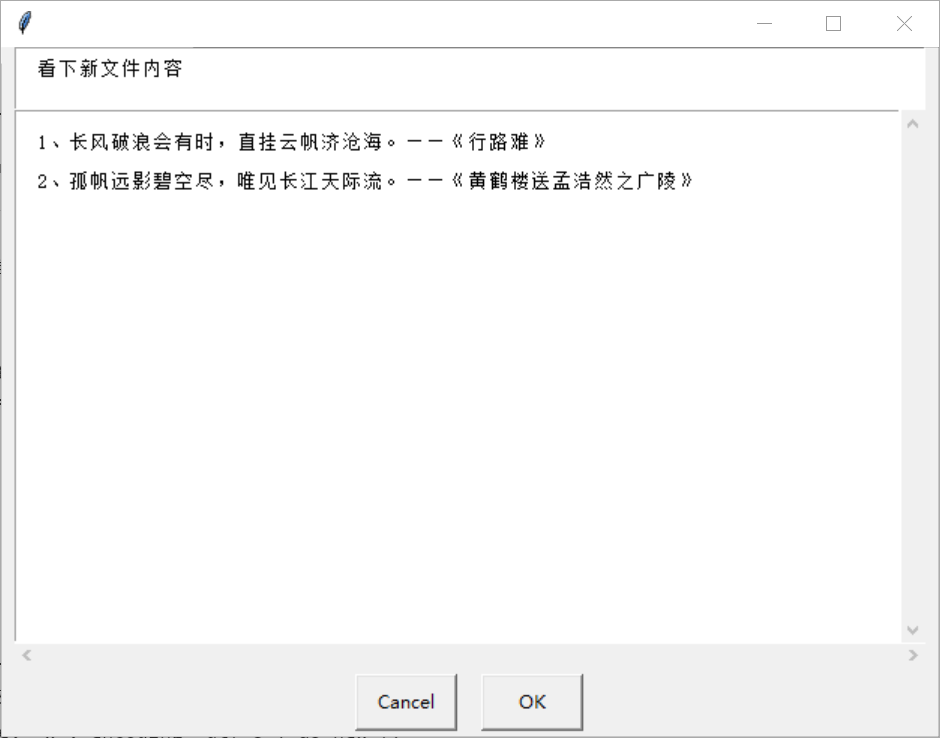 看下新文件内容
1、长风破浪会有时，直挂云帆济沧海。——《行路难》
2、孤帆远影碧空尽，唯见长江天际流。——《黄鹤楼送孟浩然之广陵》
Cancel OK